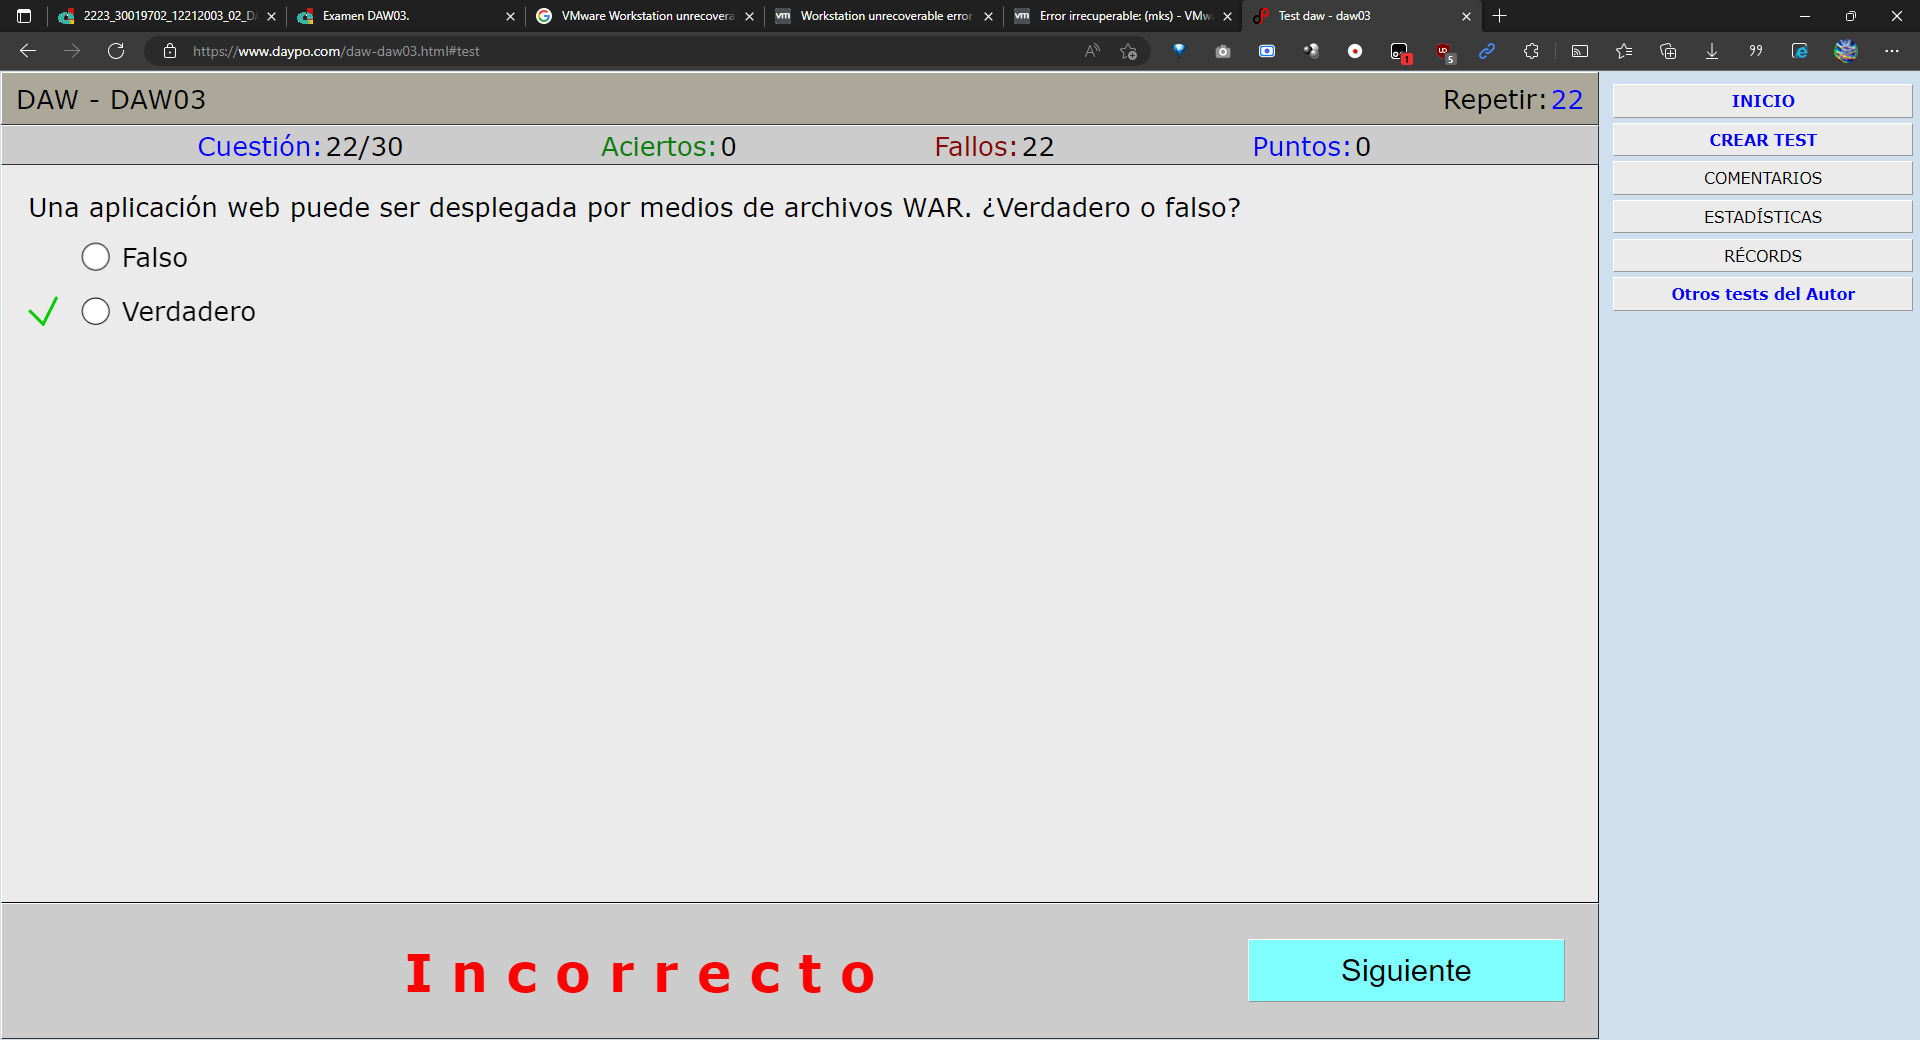 2223_30019702_12212003_02_D
Examen DAW03.
VMware Workstation unrecovera
Workstation unrecoverable error
Error irrecuperable: (mks) - VMw
Test daw - daw03
https://www.daypo.com/daw-daw03.html#test
1
5
DAW - DAW03
Repetir:22
Cuestión:22/30
Aciertos:0
Fallos:22
Puntos:0
Una aplicación web puede ser desplegada por medios de archivos WAR. ¿Verdadero o falso?
Falso
Verdadero
Incorrecto
Siguiente
INICIO
CREAR TEST
COMENTARIOS
ESTADÍSTICAS
RÉCORDS
Otros tests del Autor